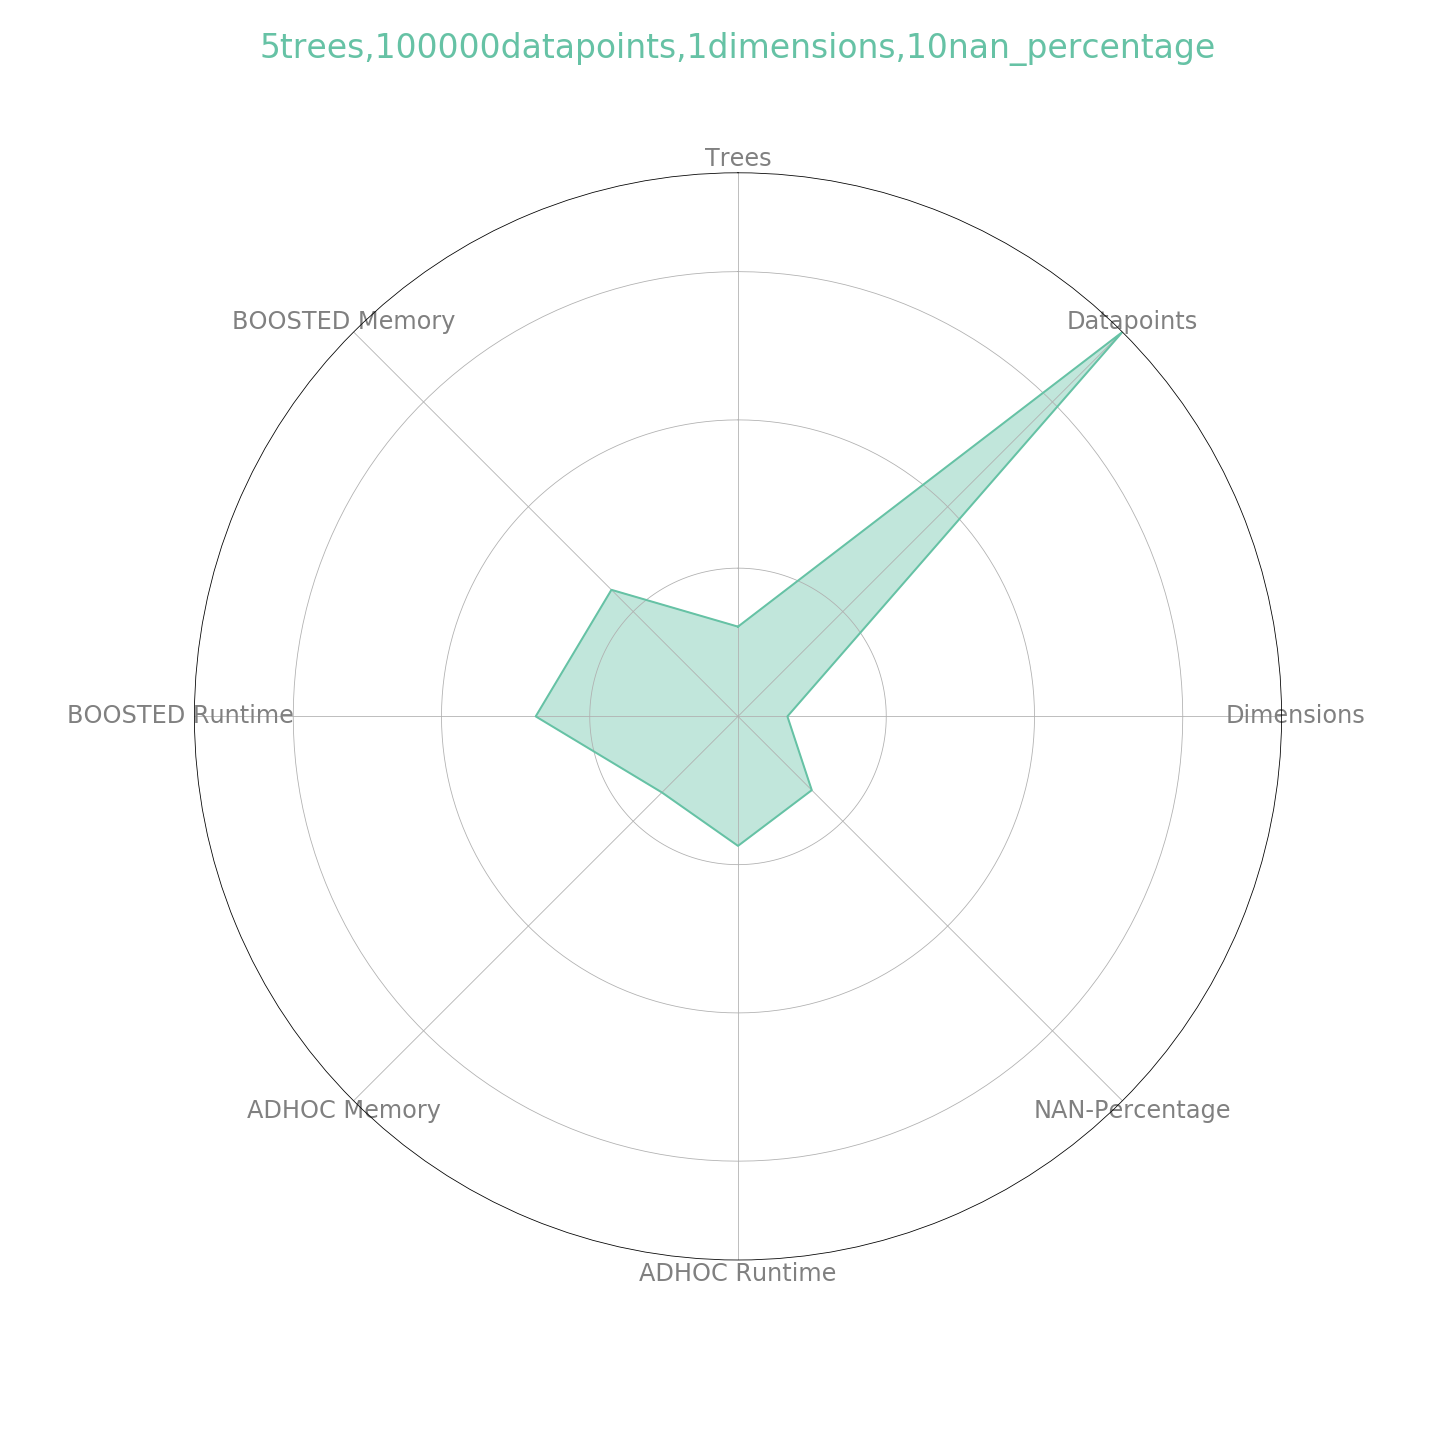 5trees,100000datapoints,1dimensions,10nan_percentage
Trees
BOOSTED Memory
Datapoints
BOOSTED Runtime
Dimensions
ADHOC Memory
NAN-Percentage
ADHOC Runtime